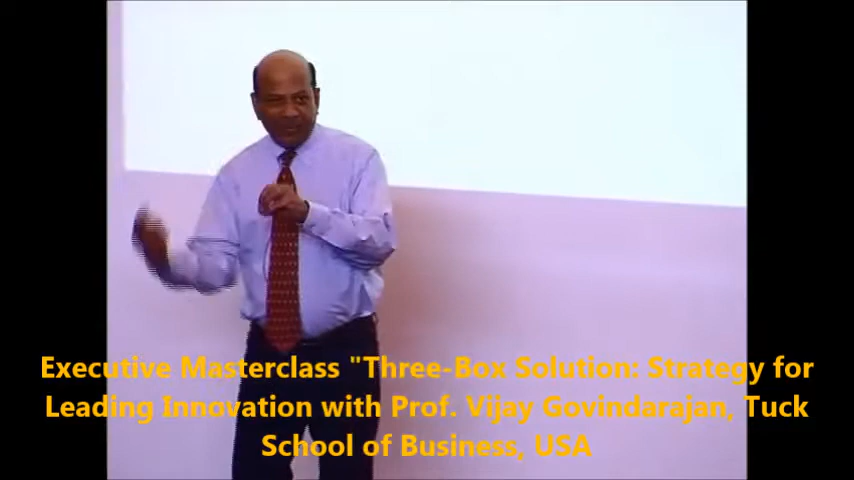 Executive Masterclass "Three-Box Solution: Strategy for
Leading Innovation with Prof. Vijay Govindarajan, Tuck
School of Business, USA